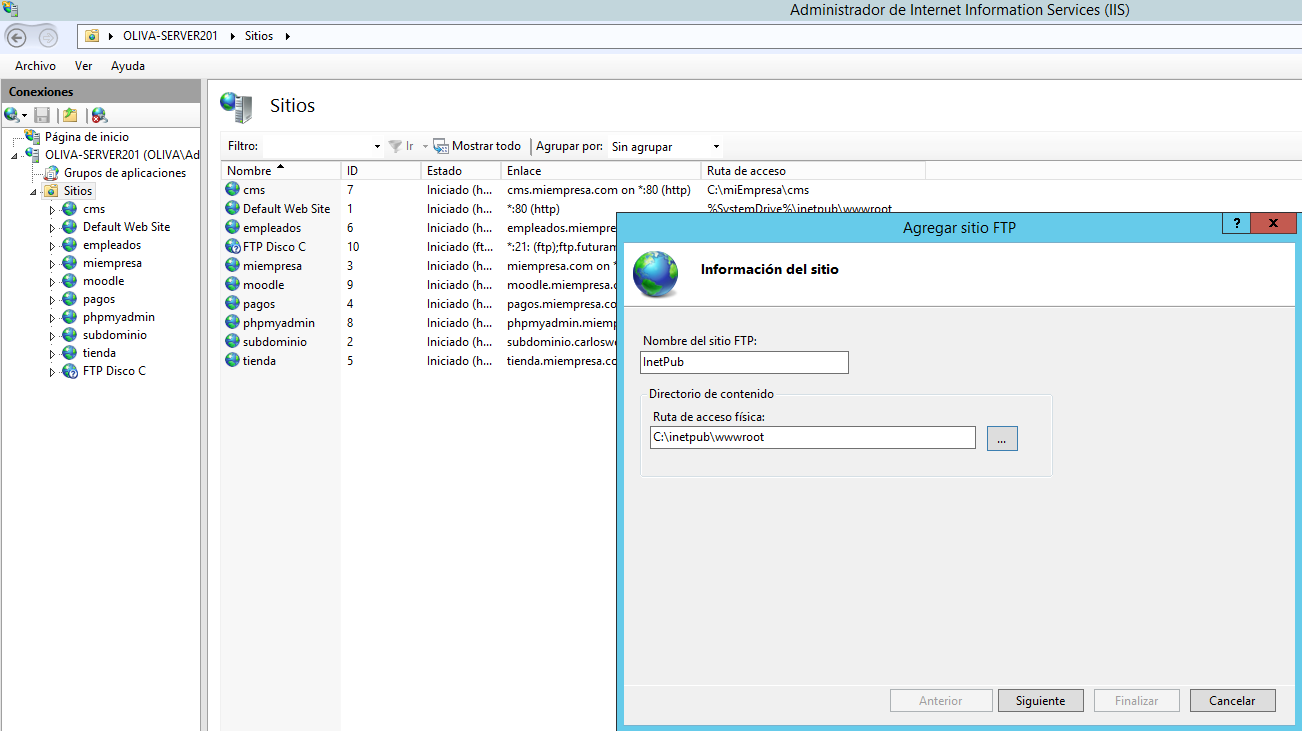 Administrador de Internet Information Services (IIS)
OLIVA-SERVER201 Sitios
Archivo Ver Ayuda
Conexiones
Página de inicio
OLIVA-SERVER201 (OLIVA\Ad
Grupos de aplicaciones
Sitios
cms
Default Web Site
empleados
miempresa
moodle
pagos
phpmyadmin
subdominio
tienda
FTP Disco C
Sitios
Filtro: Ir Mostrar todo Agrupar por: Sin agrupar
Nombre ID Estado Enlace Ruta de acceso
cms 7 Iniciado (h... cms.miempresa.com on *:80 (http) C:\miEmpresa\cms
Default Web Site 1 Iniciado (h... *:80 (http) %SystemDrive%\inetpub\wwwroot
empleados 6 Iniciado (h... empleados.miempre
FTP Disco C 10 Iniciado (ft... *:21: (ftp);ftp.futuram
miempresa 3 Iniciado (h... miempresa.com on *
moodle 9 Iniciado (h... moodle.miempresa.c
pagos 4 Iniciado (h... pagos.miempresa.co
phpmyadmin 8 Iniciado (h... phpmyadmin.miemp
subdominio 2 Iniciado (h... subdominio.carloswe
tienda 5 Iniciado (h... tienda.miempresa.co
Agregar sitio FTP
? X
Información del sitio
Nombre del sitio FTP:
InetPub
Directorio de contenido
Ruta de acceso física:
C:\inetpub\wwwroot
...
Anterior Siguiente Finalizar Cancelar